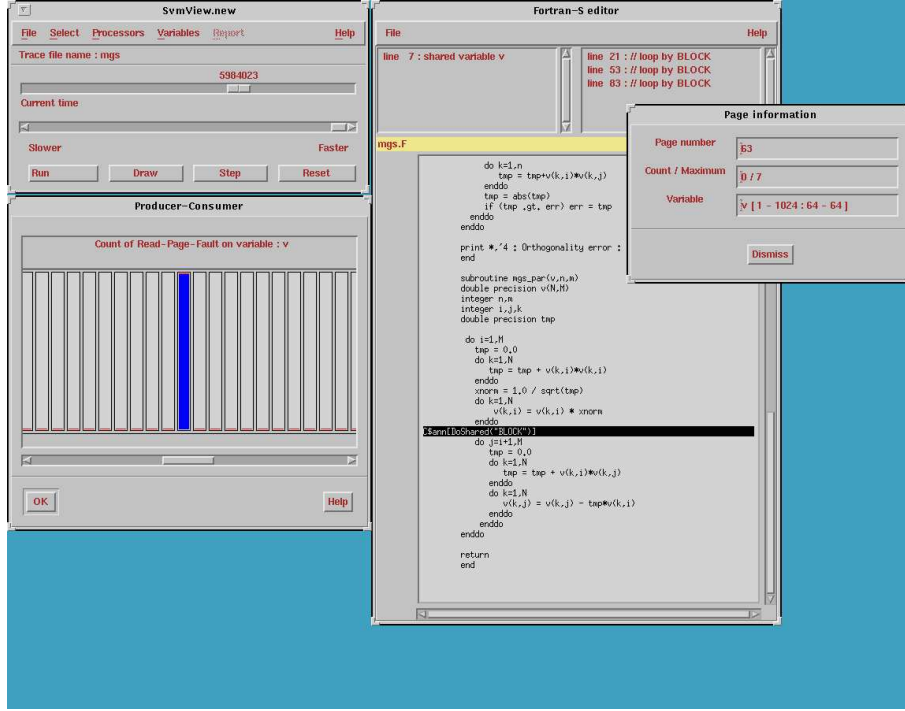 SvmView.new
File Select Processors Variables Report Help
Trace file name : mgs
5984023
Current time
Slower Faster
Run Draw Step Reset
Producer-Consumer
Count of Read-Page-Fault on variable : v
OK Help
Fortran-S editor
File Help
line 7 : shared variable v
line 21 : // loop by BLOCK
line 53 : // loop by BLOCK
line 83 : // loop by BLOCK
mgs.F
do k=1,n
tmp = tmp+v(k,i)*v(k,j)
enddo
tmp = abs(tmp)
if (tmp .gt. err) err = tmp
enddo
enddo
print *,'4 : Orthogonality error :
end
subroutine mgs_par(v,n,m)
double precision v(N,M)
integer n,m
integer i,j,k
double precision tmp
do i=1,M
tmp = 0.0
do k=1,N
tmp = tmp + v(k,i)*v(k,i)
enddo
xnorm = 1.0 / sqrt(tmp)
do k=1,N
v(k,i) = v(k,i) * xnorm
enddo
C$ann[DoShared("BLOCK")]
do j=i+1,M
tmp = 0.0
do k=1,N
tmp = tmp + v(k,i)*v(k,j)
enddo
do k=1,N
v(k,j) = v(k,j) - tmp*v(k,i)
enddo
enddo
enddo
return
end
Page information
Page number 63
Count / Maximum 0 / 7
Variable v [ 1 - 1024 : 64 - 64 ]
Dismiss